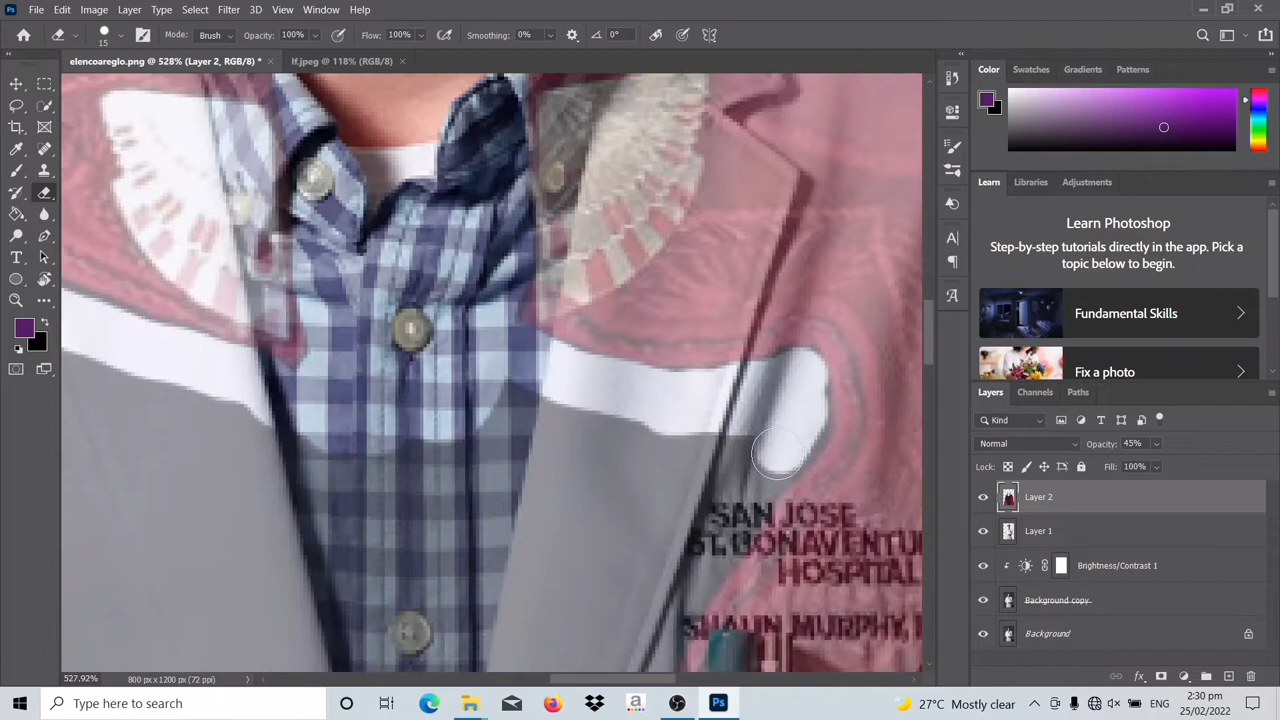 File Edit Image Layer Type Select Filter 3D View Window Help
15 Mode: Brush Opacity: 100% Flow: 100% Smoothing: 0% 0°
elencoareglo.png @ 528% (Layer 2, RGB/8) * × lf.jpeg @ 118% (RGB/8) ×
Color Swatches Gradients Patterns
Learn Libraries Adjustments
Learn Photoshop
Step-by-step tutorials directly in the app. Pick a
topic below to begin.
Fundamental Skills
Fix a photo
Layers Channels Paths
Kind
Normal Opacity: 45%
Lock: Fill: 100%
Layer 2
Layer 1
Brightness/Contrast 1
Background copy
Background
SAN JOSE
ST. BONAVENTU
HOSPITAL
SHAUN MURPHY,
527.92% 800 px x 1200 px (72 ppi)
Type here to search
27°C Mostly clear
ENG
2:30 pm
25/02/2022